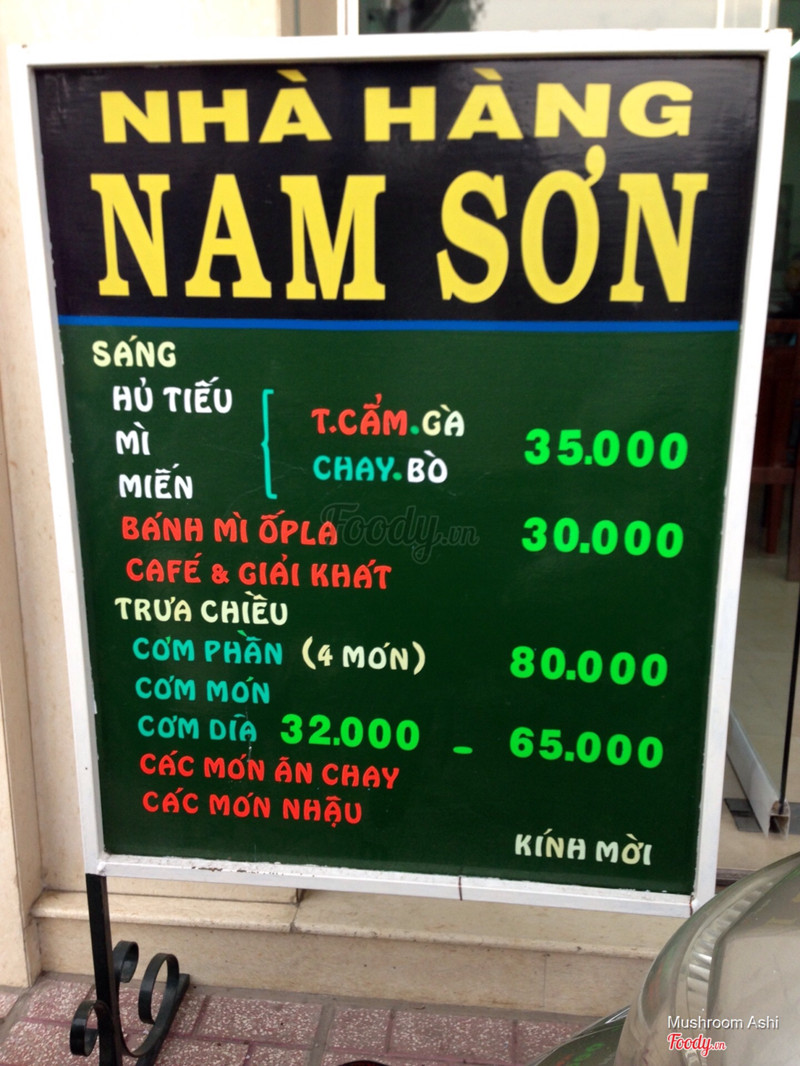 NHÀ HÀNG
NAM SƠN
SÁNG
HỦ TIẾU
MÌ
MIẾN
T.CẨM.GÀ
CHAY.BÒ
35.000
BÁNH MÌ ỐPLA 30.000
CAFÉ & GIẢI KHÁT
TRƯA CHIỀU
CƠM PHẦN (4 MÓN) 80.000
CƠM MÓN
CƠM DĨA 32.000 - 65.000
CÁC MÓN ĂN CHAY
CÁC MÓN NHẬU
KÍNH MỜI
Foody.vn
Mushroom Ashi
Foody.vn